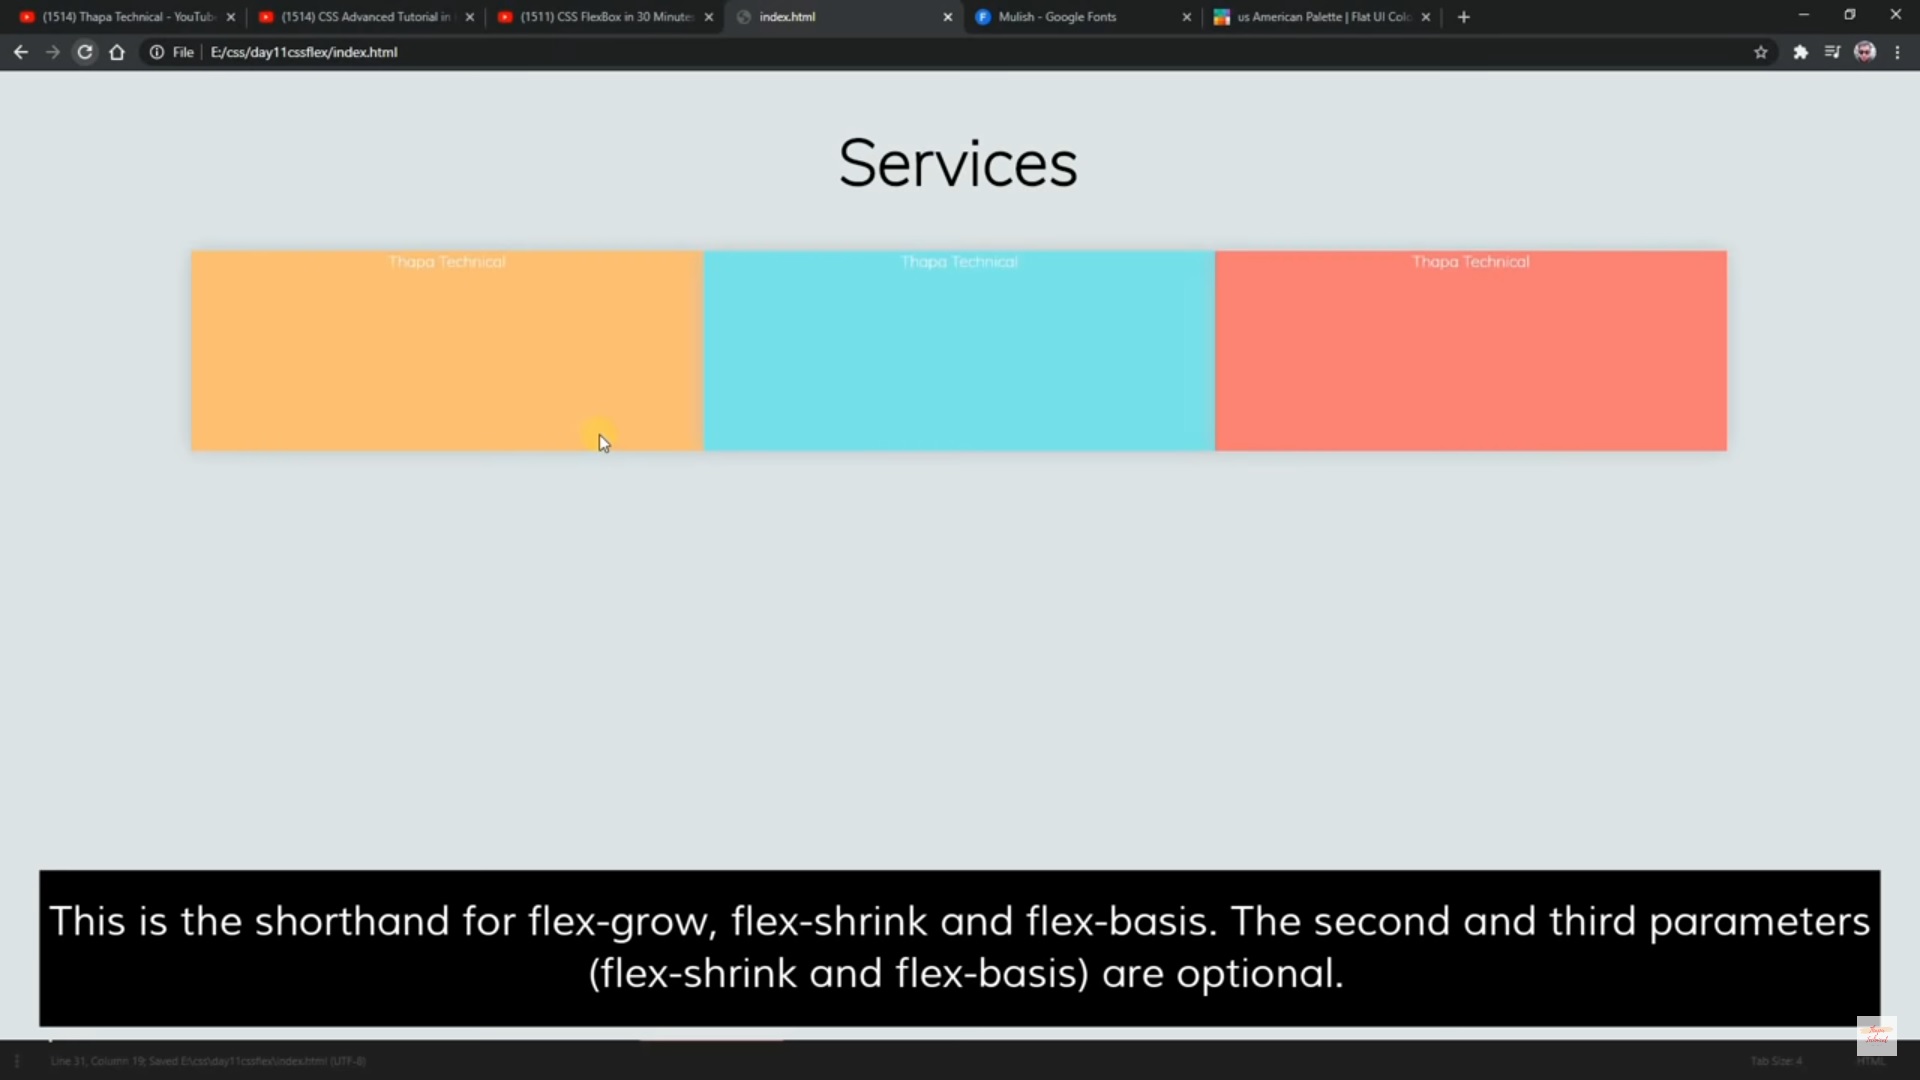 (1514) Thapa Technical - YouTub
(1514) CSS Advanced Tutorial in
(1511) CSS FlexBox in 30 Minutes
index.html
Mulish - Google Fonts
us American Palette | Flat UI Colo
File
E:/css/day11cssflex/index.html
Services
Thapa Technical
Thapa Technical
Thapa Technical
This is the shorthand for flex-grow, flex-shrink and flex-basis. The second and third parameters
(flex-shrink and flex-basis) are optional.
Line 31, Column 19; Saved E:\css\day11cssflex\index.html (UTF-8)
Tab Size: 4
HTML